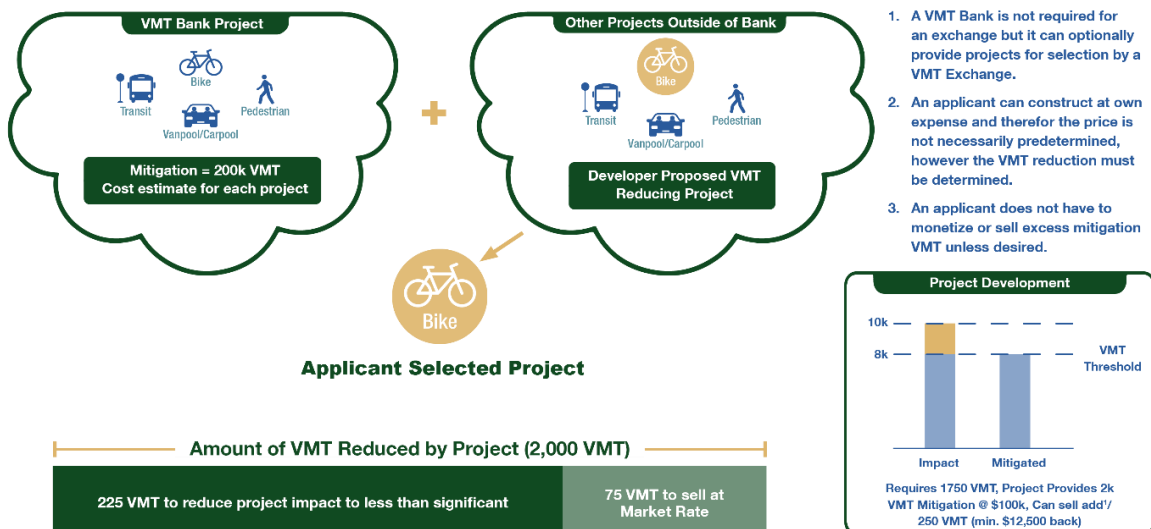 VMT Bank Project
Bike
Transit
Pedestrian
Vanpool/Carpool
Mitigation = 200k VMT
Cost estimate for each project
+
Other Projects Outside of Bank
Bike
Transit
Pedestrian
Vanpool/Carpool
Developer Proposed VMT
Reducing Project
1. A VMT Bank is not required for
an exchange but it can optionally
provide projects for selection by a
VMT Exchange.
2. An applicant can construct at own
expense and therefor the price is
not necessarily predetermined,
however the VMT reduction must
be determined.
3. An applicant does not have to
monetize or sell excess mitigation
VMT unless desired.
Bike
Applicant Selected Project
Amount of VMT Reduced by Project (2,000 VMT)
225 VMT to reduce project impact to less than significant
75 VMT to sell at
Market Rate
Project Development
10k
8k
VMT
Threshold
Impact
Mitigated
Requires 1750 VMT, Project Provides 2k
VMT Mitigation @ $100k, Can sell add¹/
250 VMT (min. $12,500 back)